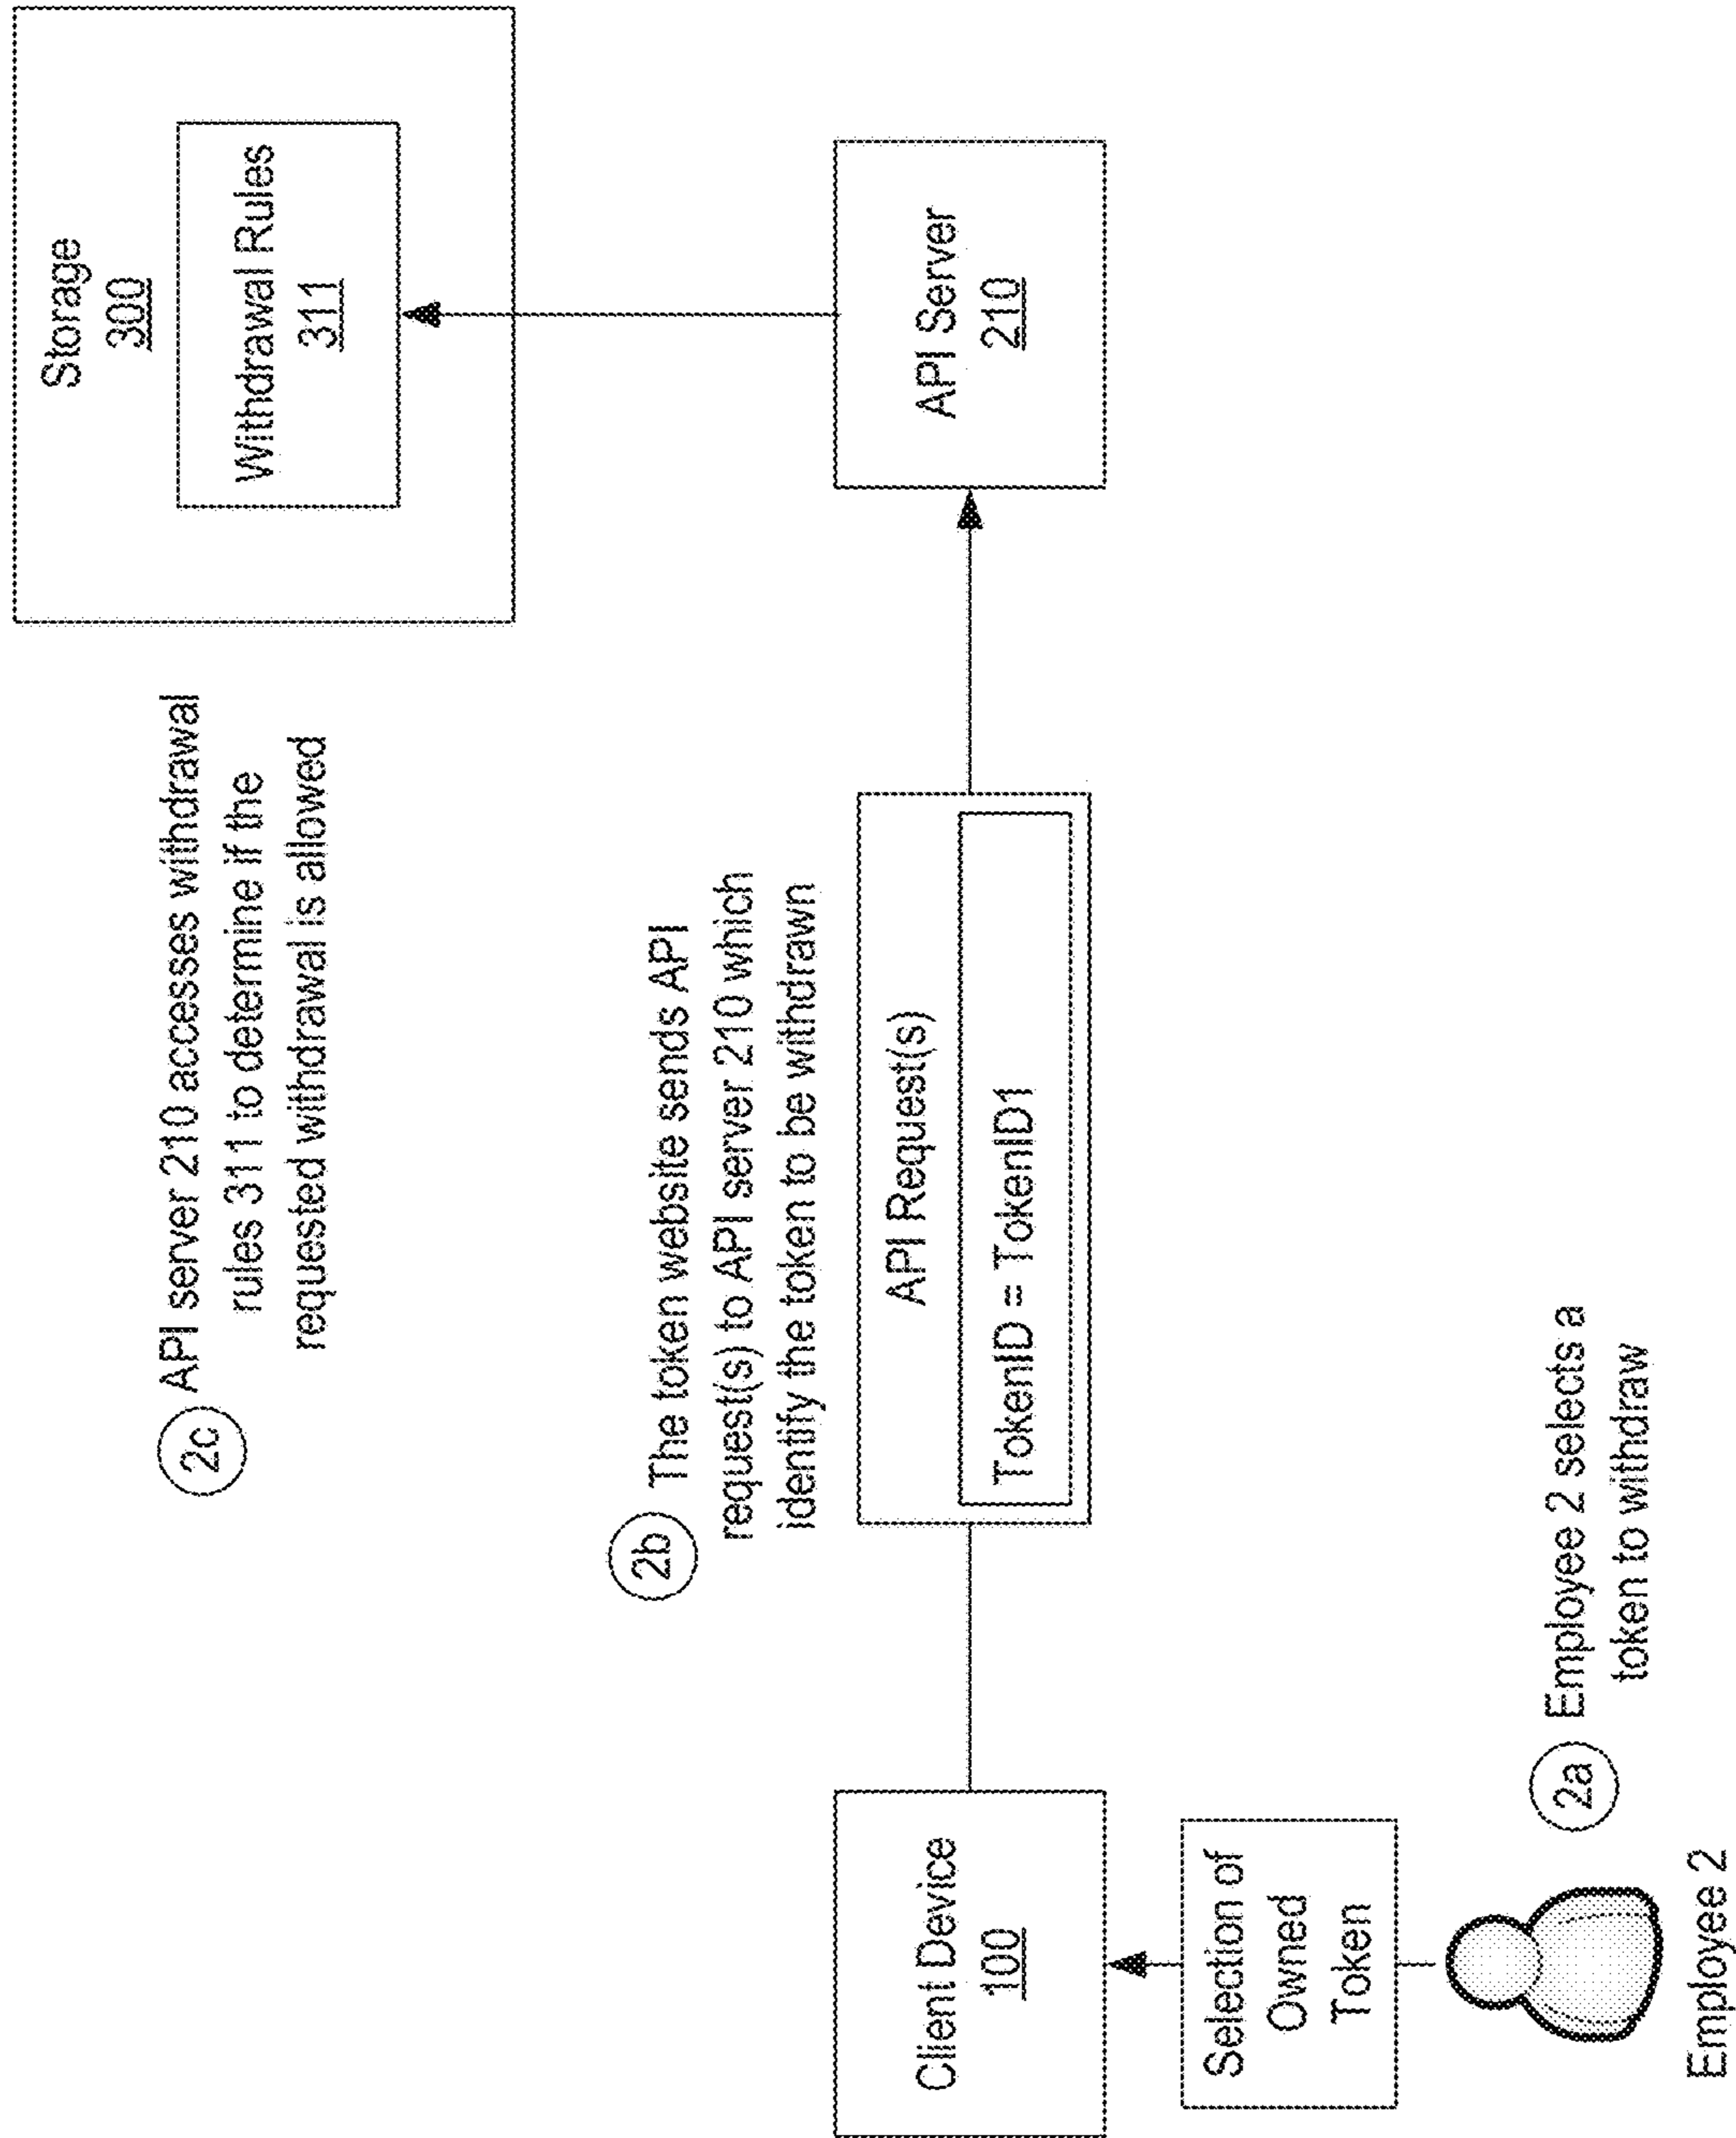 Storage
300
Withdrawal Rules
311
2c
API server 210 accesses withdrawal
rules 311 to determine if the
requested withdrawal is allowed
2b
The token website sends API
request(s) to API server 210 which
identify the token to be withdrawn
Client Device
100
API Request(s)
TokenID = TokenID1
API Server
210
Selection of
Owned
Token
2a
Employee 2 selects a
token to withdraw
Employee 2